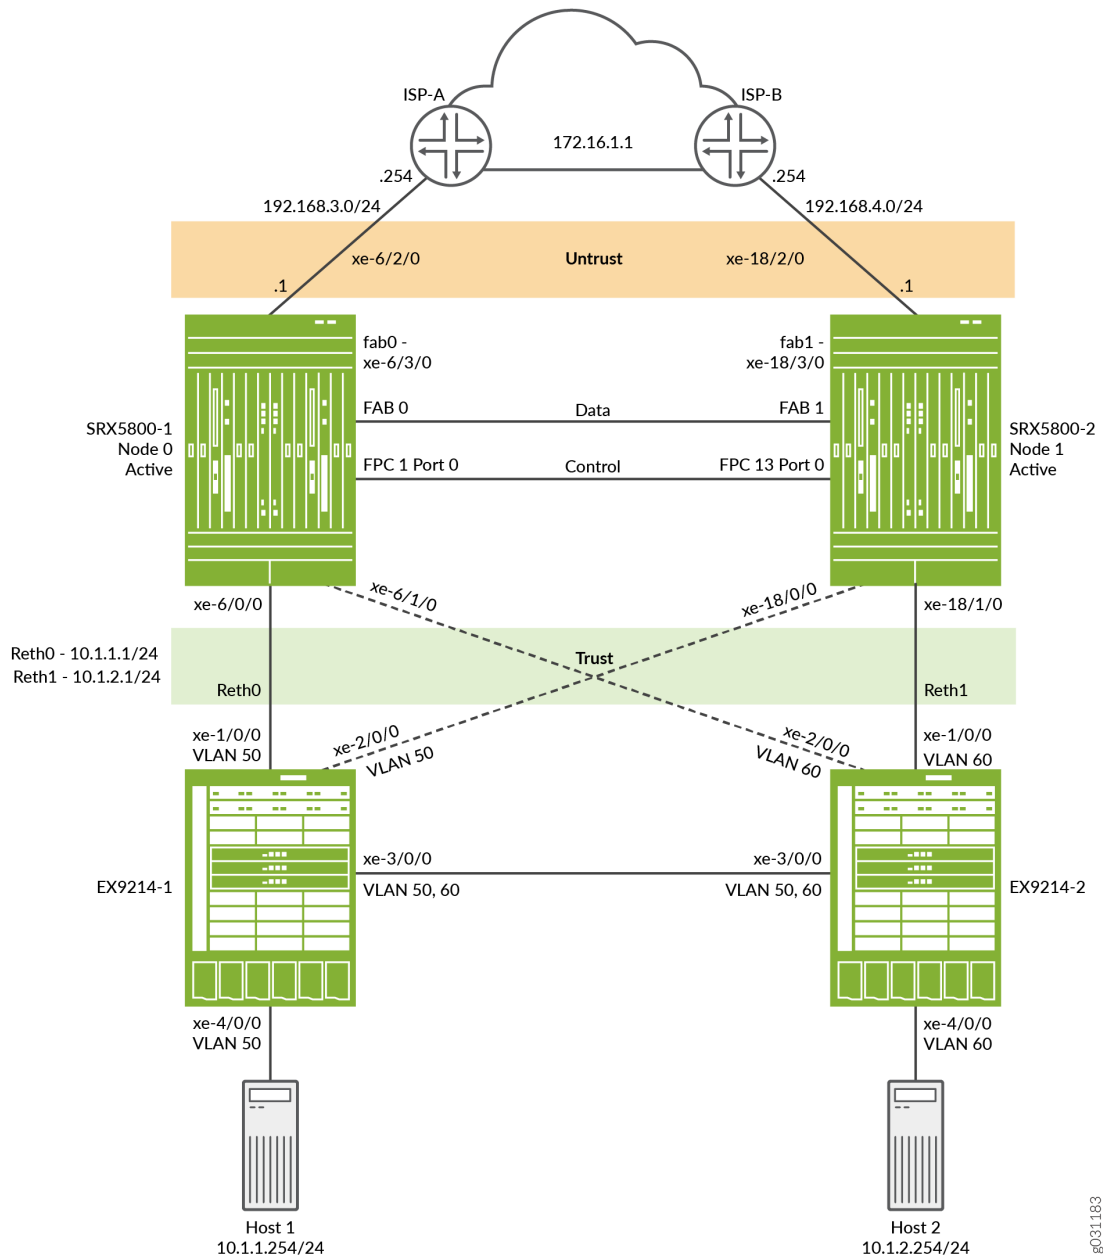 ISP-A
ISP-B
172.16.1.1
.254
.254
192.168.3.0/24
192.168.4.0/24
xe-6/2/0
Untrust
xe-18/2/0
.1
.1
fab0 -
xe-6/3/0
fab1 -
xe-18/3/0
FAB 0
Data
FAB 1
SRX5800-1
Node 0
Active
SRX5800-2
Node 1
Active
FPC 1 Port 0
Control
FPC 13 Port 0
xe-6/0/0
xe-6/1/0
xe-18/0/0
xe-18/1/0
Reth0 - 10.1.1.1/24
Reth1 - 10.1.2.1/24
Trust
Reth0
Reth1
xe-1/0/0
VLAN 50
xe-2/0/0
VLAN 50
xe-2/0/0
VLAN 60
xe-1/0/0
VLAN 60
xe-3/0/0
VLAN 50, 60
xe-3/0/0
VLAN 50, 60
EX9214-1
EX9214-2
xe-4/0/0
VLAN 50
xe-4/0/0
VLAN 60
Host 1
10.1.1.254/24
Host 2
10.1.2.254/24
g031183